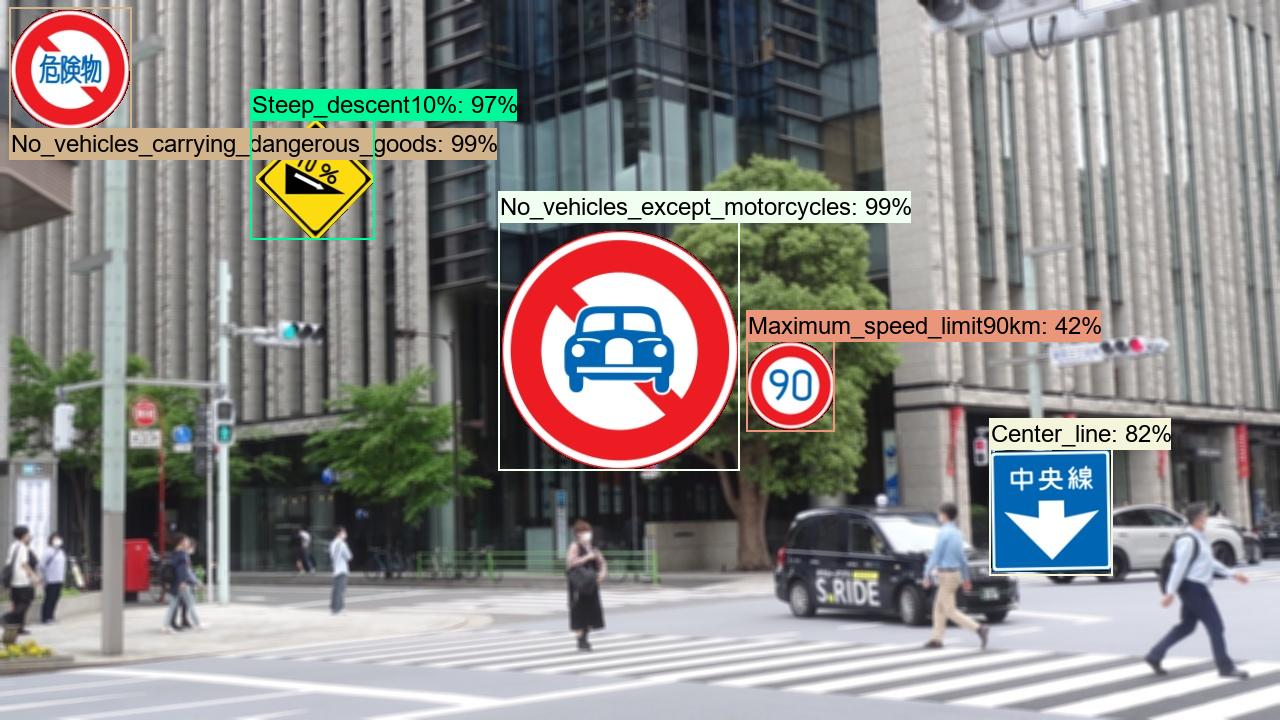 危険物
Steep_descent10%: 97%
No_vehicles_carrying_dangerous_goods: 99%
10%
No_vehicles_except_motorcycles: 99%
Maximum_speed_limit90km: 42%
90
Center_line: 82%
中央線
S.RIDE